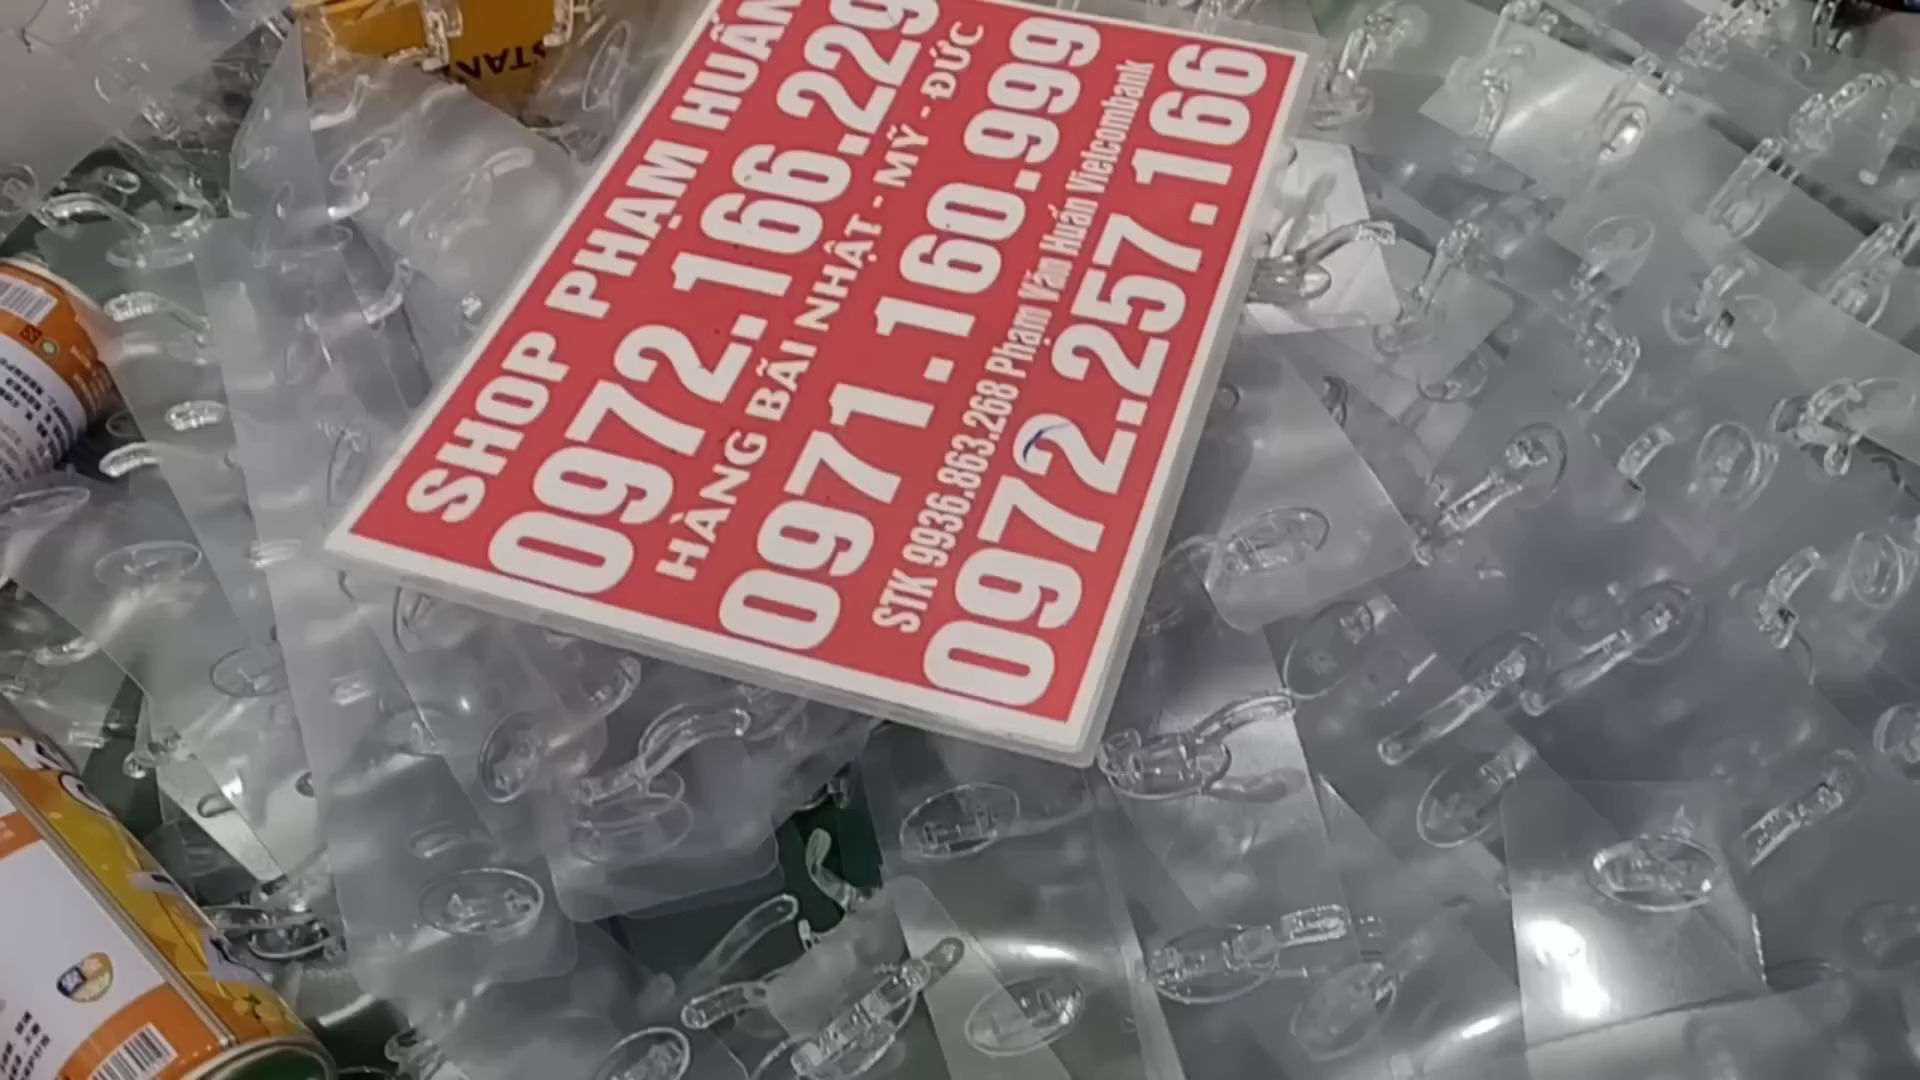 SHOP PHẠM HUẤN
0972.166.229
HÀNG BÃI NHẬT - MỸ - ĐỨC
0971.160.999
STK 9936.863.268 Phạm Văn Huấn Vietcombank
0972.257.166
STAN